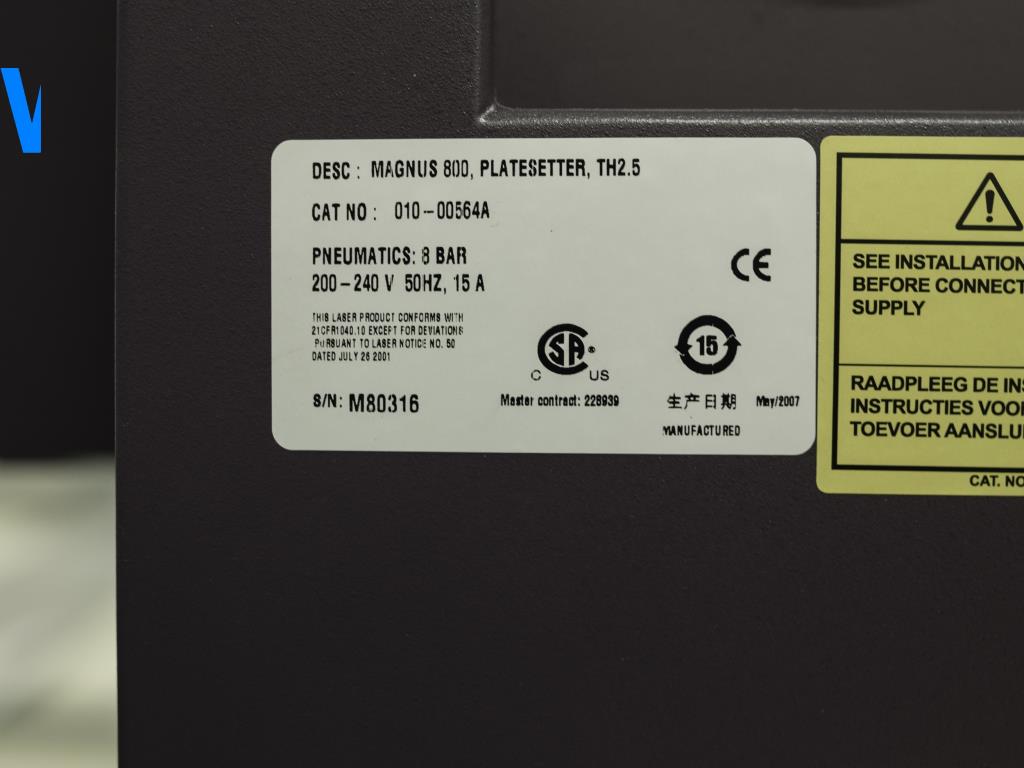 DESC : MAGNUS 800, PLATESETTER, TH2.5
CAT NO : 010-00564A
PNEUMATICS: 8 BAR
200-240 V 50HZ, 15 A
THIS LASER PRODUCT CONFORMS WITH
21CFR1040.10 EXCEPT FOR DEVIATIONS
PURSUANT TO LASER NOTICE NO. 50
DATED JULY 26 2001
S/N: M80316
CE
SA
C US
Master contract: 228939
15
生产日期 May/2007
MANUFACTURED
!
SEE INSTALLATION
BEFORE CONNECT
SUPPLY
RAADPLEEG DE INS
INSTRUCTIES VOO
TOEVOER AANSLU
CAT. NO